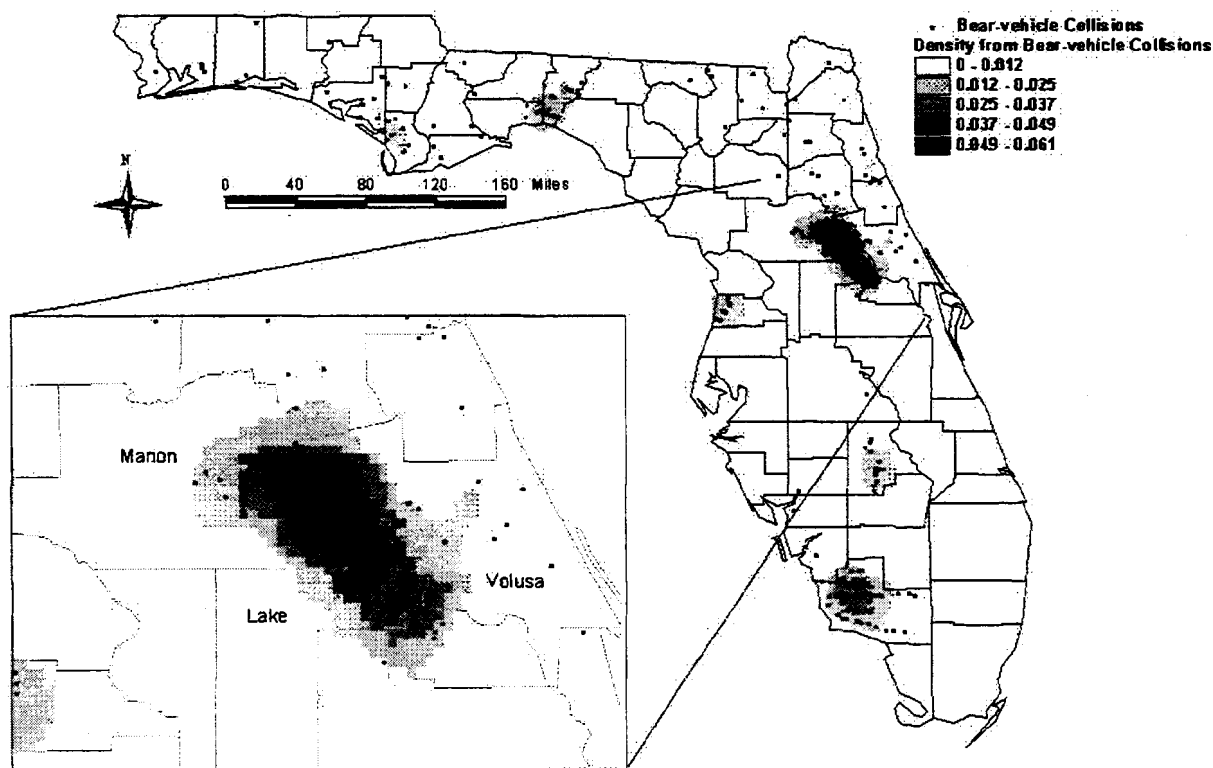 Bear-vehicle Collisions
Density from Bear-vehicle Collisions
0 - 0.012
0.012 - 0.025
0.025 - 0.037
0.037 - 0.049
0.049 - 0.061
N
0 40 80 120 160 Miles
Manon
Volusa
Lake